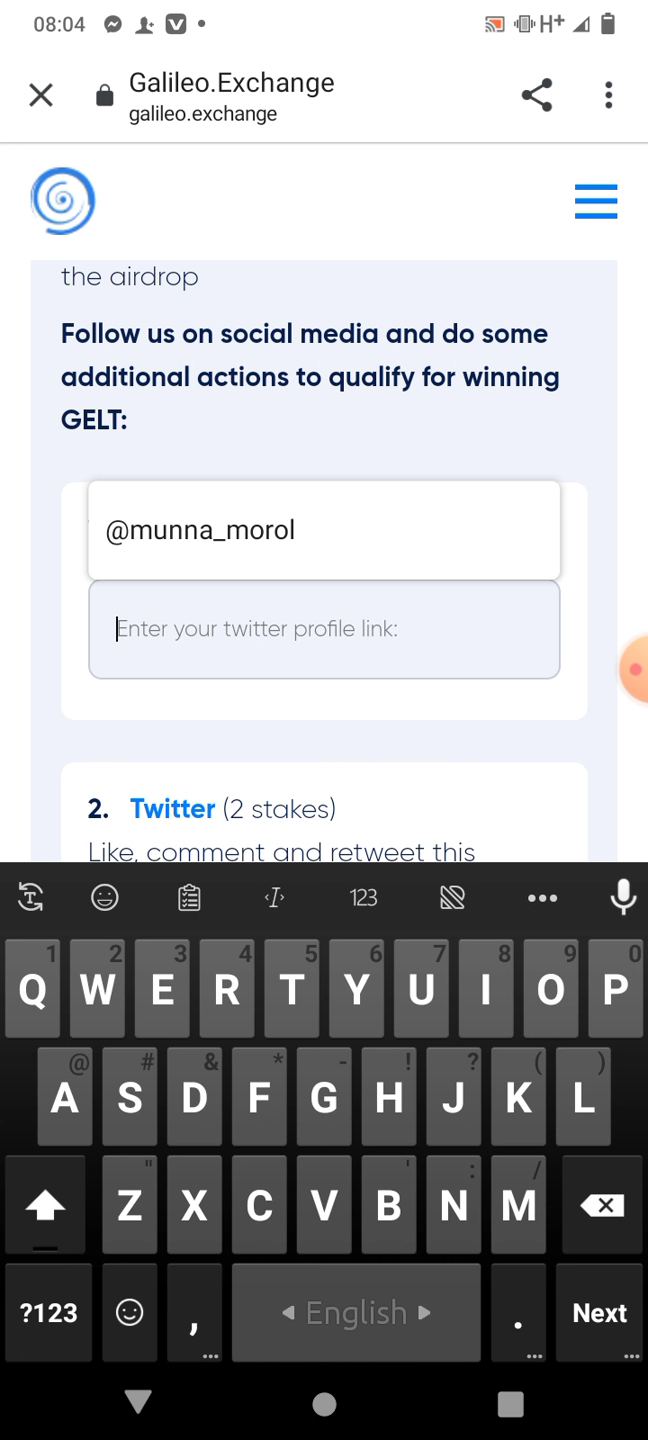 08:04
H+
Galileo.Exchange
galileo.exchange
the airdrop
Follow us on social media and do some
additional actions to qualify for winning
GELT:
@munna_morol
Enter your twitter profile link:
2. Twitter (2 stakes)
Like, comment and retweet this
123
1 2 3 4 5 6 7 8 9 0
Q W E R T Y U I O P
@ # & * - ! ? ( )
A S D F G H J K L
" ' : /
Z X C V B N M
?123 , English . Next